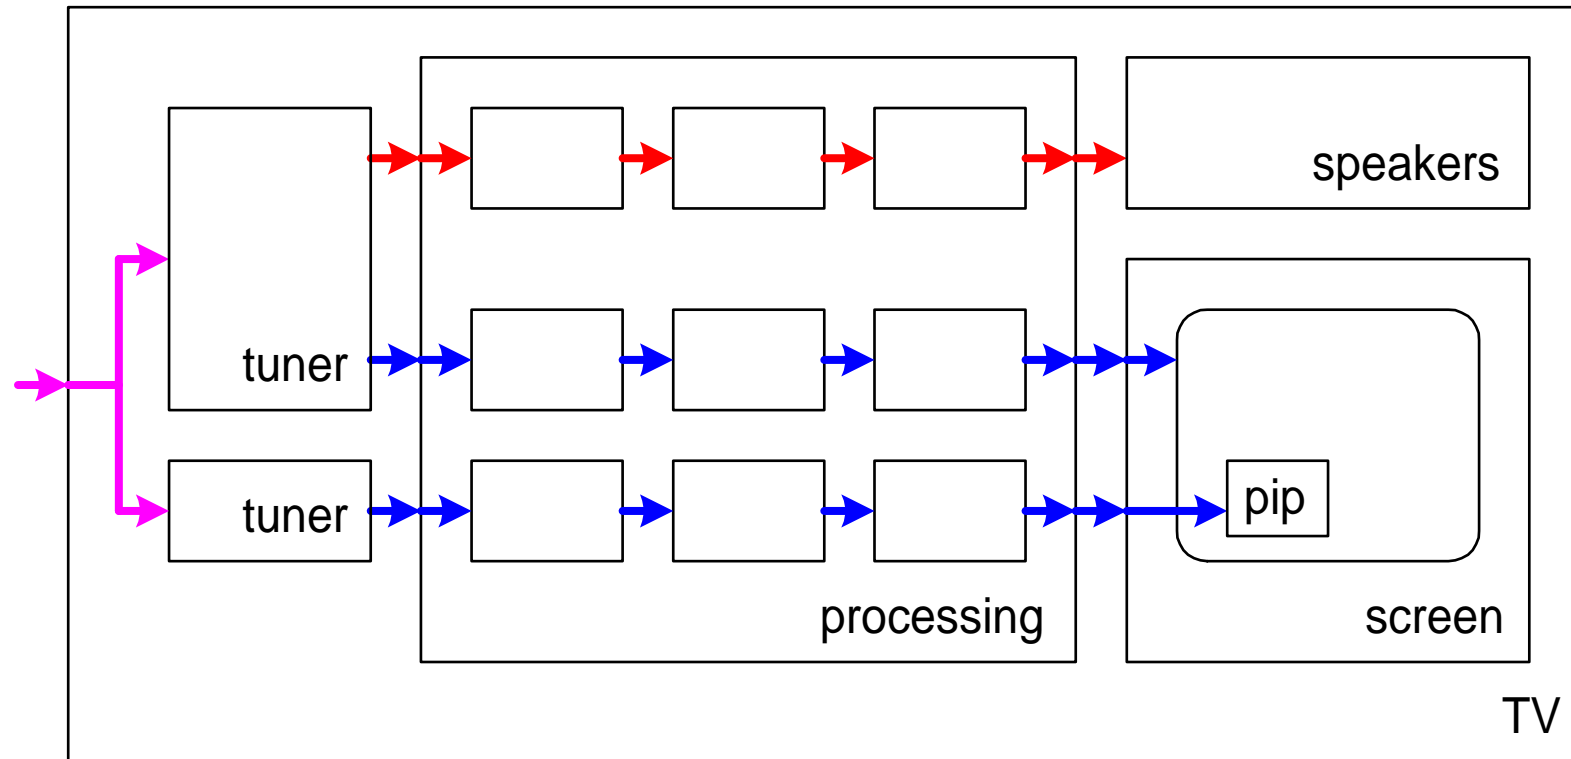 speakers
tuner
tuner
pip
processing
screen
TV